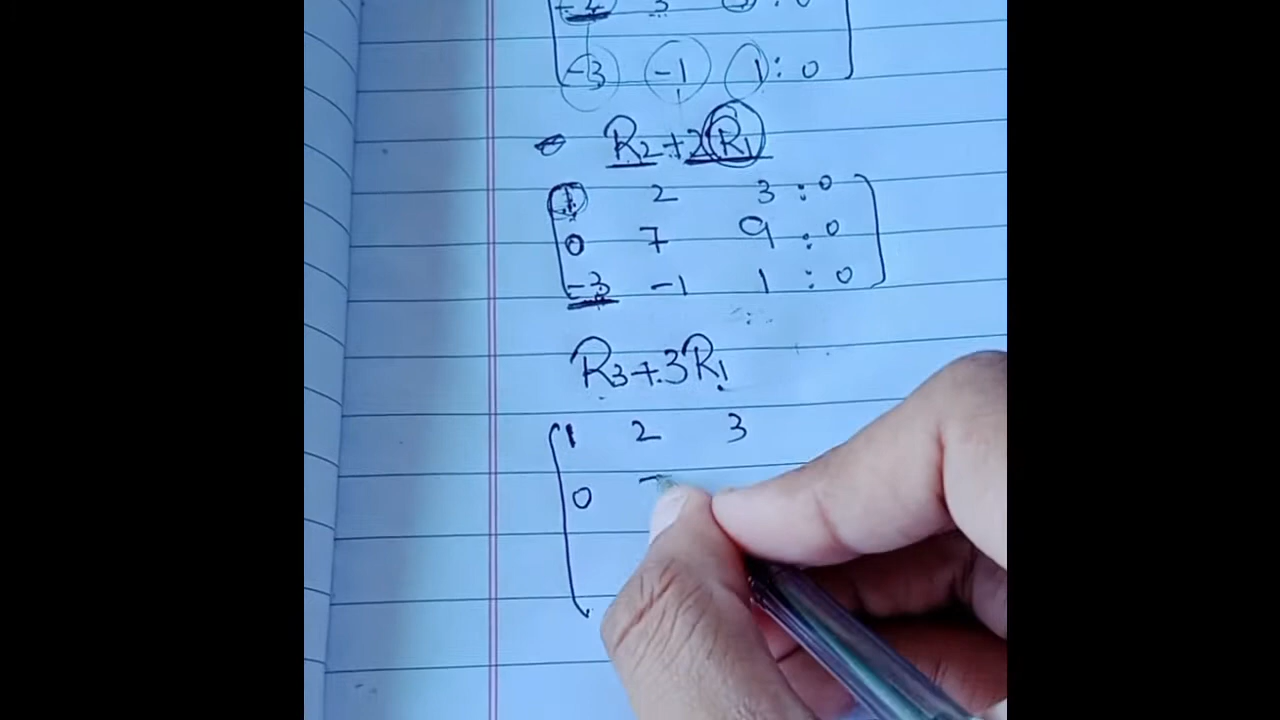 -3 -1 1 : 0
R2+2R1
1 2 3 : 0
0 7 9 : 0
-3 -1 1 : 0
R3+3R1
1 2 3
0